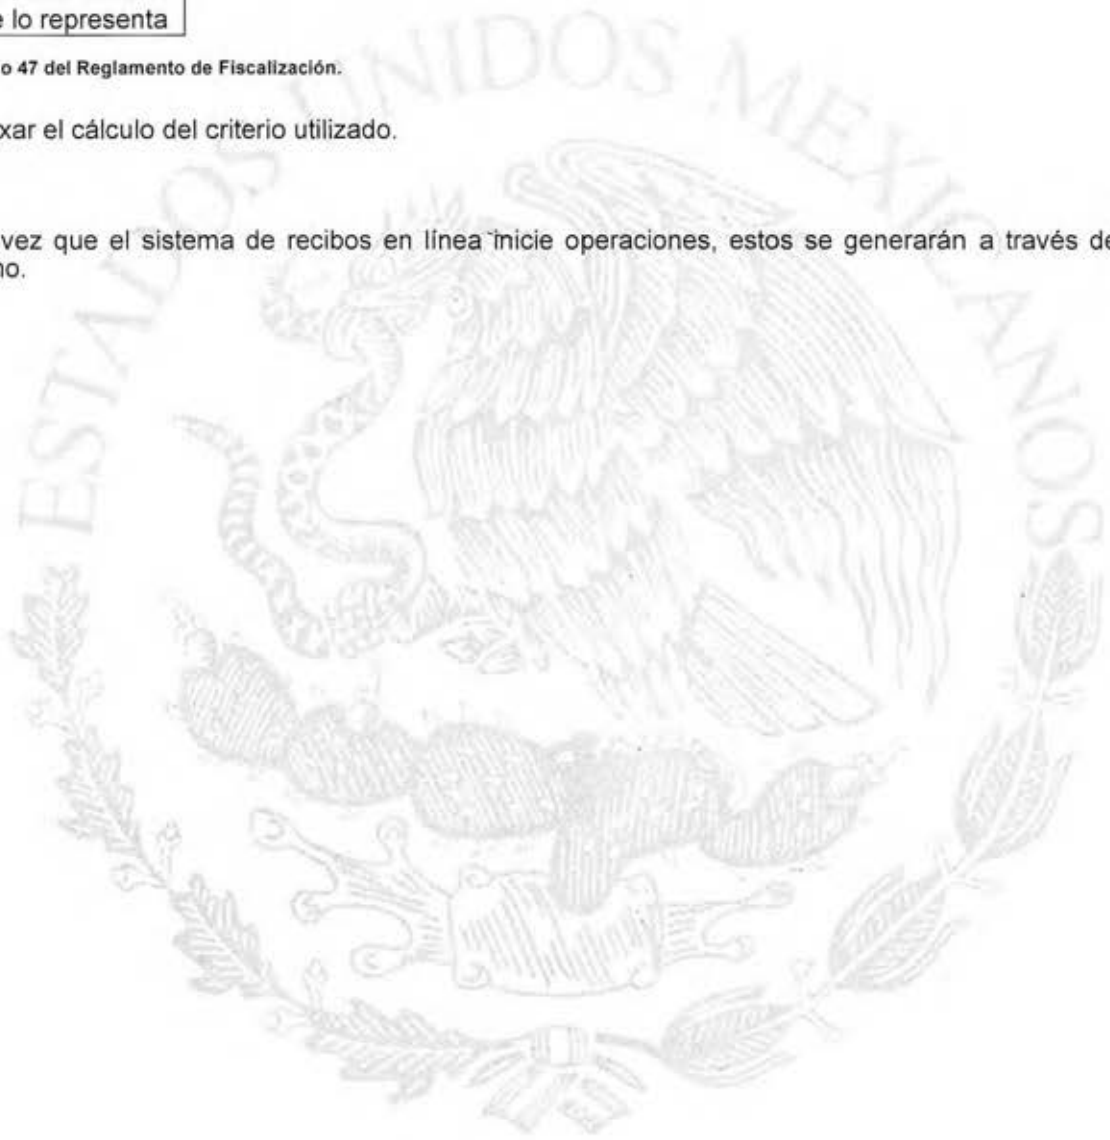 e lo representa
o 47 del Reglamento de Fiscalización.
xar el cálculo del criterio utilizado.
vez que el sistema de recibos en línea inicie operaciones, estos se generarán a través de
no.
ESTADOS UNIDOS MEXICANOS